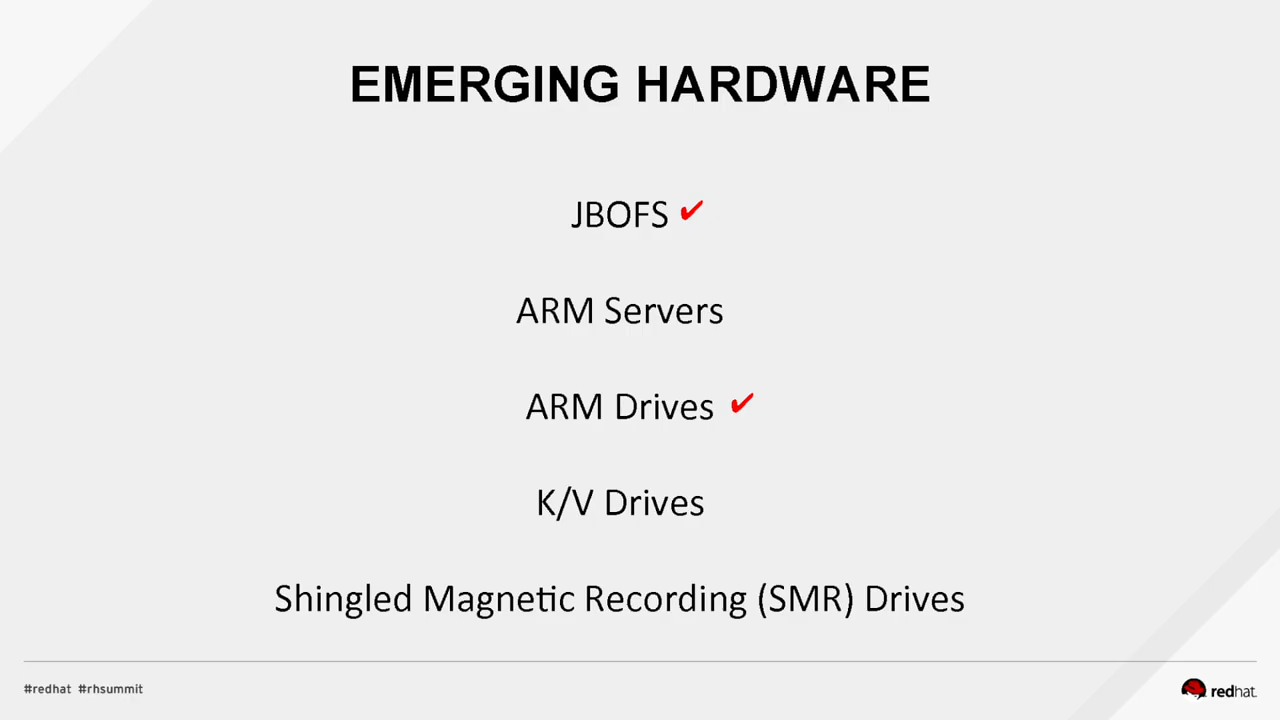 EMERGING HARDWARE
JBOFS ✔
ARM Servers
ARM Drives ✔
K/V Drives
Shingled Magnetic Recording (SMR) Drives
#redhat #rhsummit
redhat.